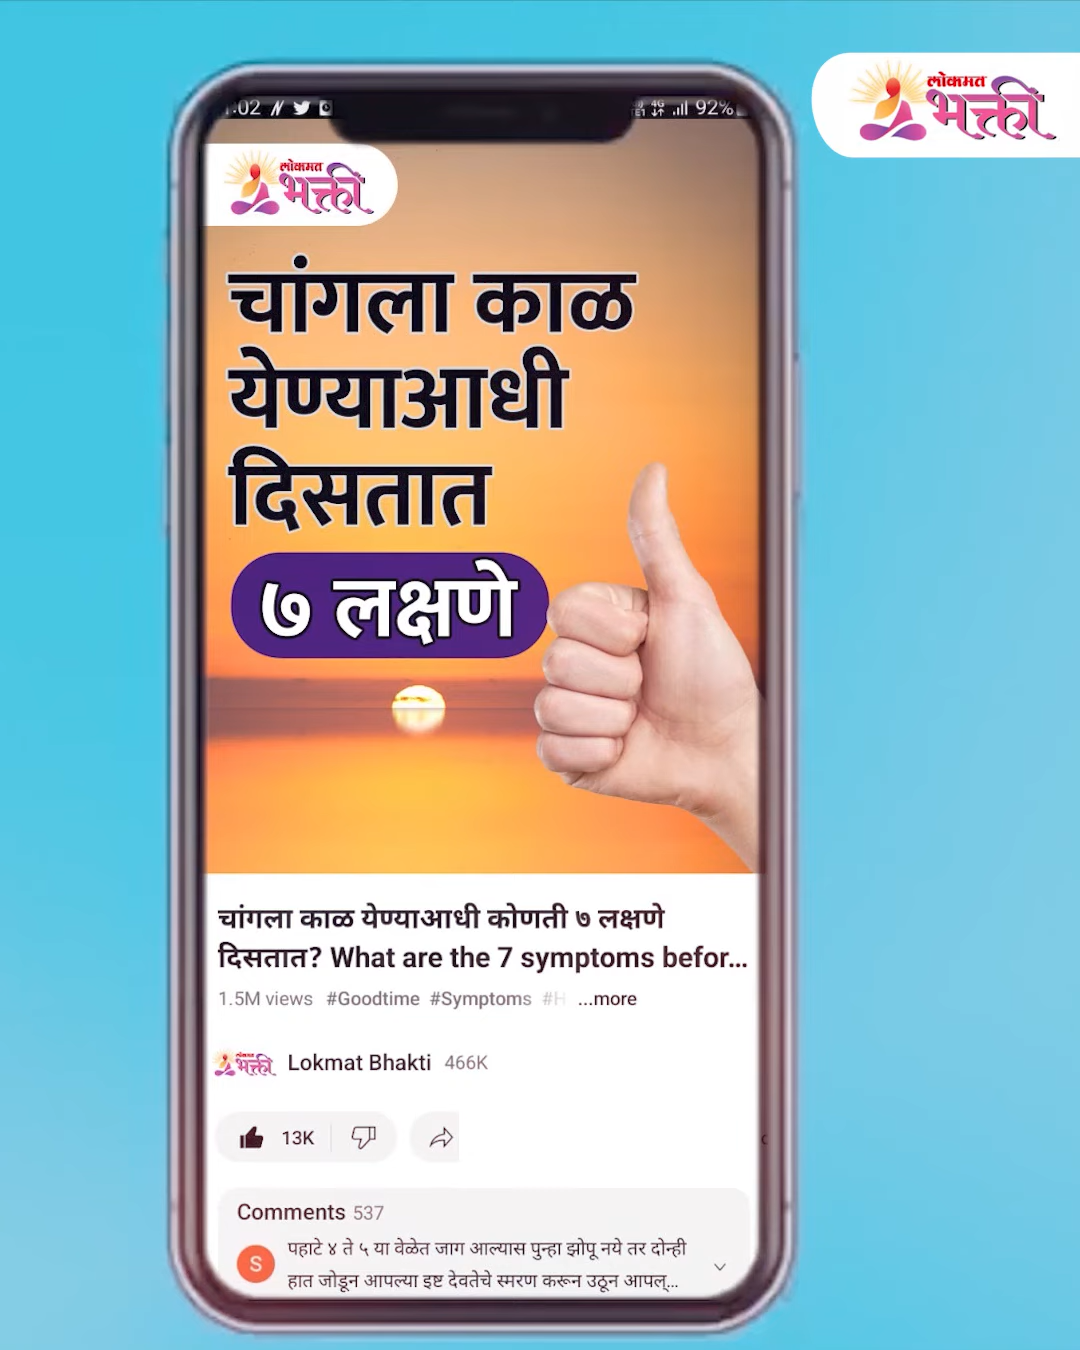 लोकमत
भक्ती
:02 92%
लोकमत
भक्ती
चांगला काळ
येण्याआधी
दिसतात
७ लक्षणे
चांगला काळ येण्याआधी कोणती ७ लक्षणे
दिसतात? What are the 7 symptoms befor...
1.5M views #Goodtime #Symptoms #H ...more
लोकमत
भक्ती
Lokmat Bhakti 466K
13K
Comments 537
S
पहाटे ४ ते ५ या वेळेत जाग आल्यास पुन्हा झोपू नये तर दोन्ही
हात जोडून आपल्या इष्ट देवतेचे स्मरण करून उठून आपल्...